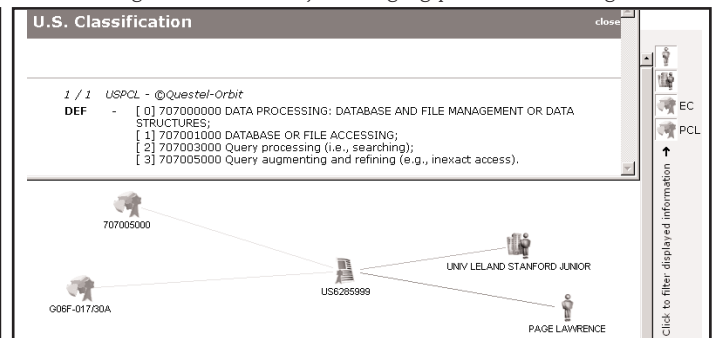 U.S. Classification
close
1 / 1 USPCL - ©Questel-Orbit
DEF - [ 0] 707000000 DATA PROCESSING: DATABASE AND FILE MANAGEMENT OR DATA
STRUCTURES;
[ 1] 707001000 DATABASE OR FILE ACCESSING;
[ 2] 707003000 Query processing (i.e., searching);
[ 3] 707005000 Query augmenting and refining (e.g., inexact access).
EC
PCL
Click to filter displayed information
707005000
UNIV LELAND STANFORD JUNIOR
US6285999
G06F-017/30A
PAGE LAWRENCE